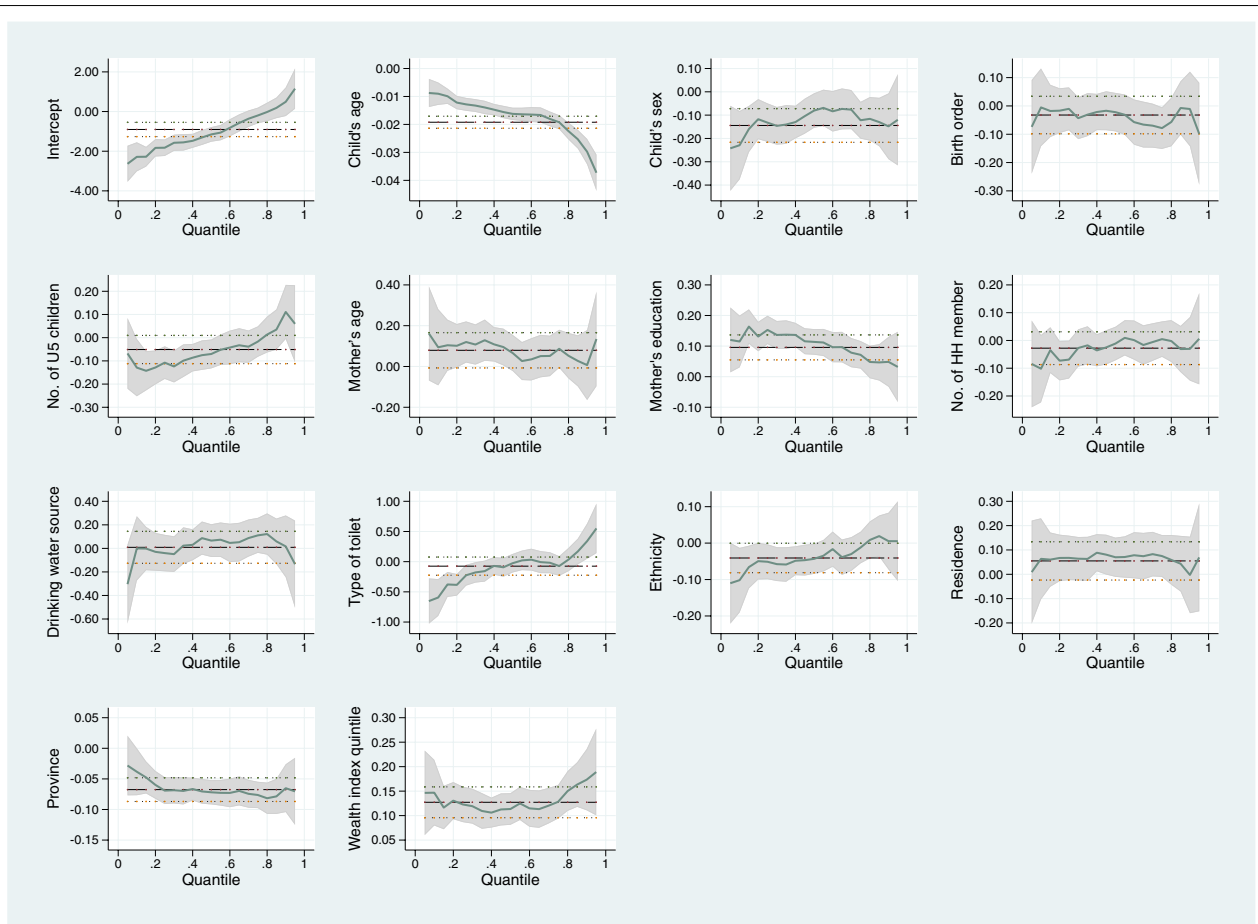 Intercept
2.00
0.00
-2.00
-4.00
0 .2 .4 .6 .8 1
Quantile
Child's age
0.00
-0.01
-0.02
-0.03
-0.04
0 .2 .4 .6 .8 1
Quantile
Child's sex
0.10
0.00
-0.10
-0.20
-0.30
-0.40
0 .2 .4 .6 .8 1
Quantile
Birth order
0.10
0.00
-0.10
-0.20
-0.30
0 .2 .4 .6 .8 1
Quantile
No. of U5 children
0.20
0.10
0.00
-0.10
-0.20
-0.30
0 .2 .4 .6 .8 1
Quantile
Mother's age
0.40
0.20
0.00
-0.20
0 .2 .4 .6 .8 1
Quantile
Mother's education
0.30
0.20
0.10
0.00
-0.10
0 .2 .4 .6 .8 1
Quantile
No. of HH member
0.20
0.10
0.00
-0.10
-0.20
0 .2 .4 .6 .8 1
Quantile
Drinking water source
0.40
0.20
0.00
-0.20
-0.40
-0.60
0 .2 .4 .6 .8 1
Quantile
Type of toilet
1.00
0.50
0.00
-0.50
-1.00
0 .2 .4 .6 .8 1
Quantile
Ethnicity
0.10
0.00
-0.10
-0.20
0 .2 .4 .6 .8 1
Quantile
Residence
0.30
0.20
0.10
0.00
-0.10
-0.20
0 .2 .4 .6 .8 1
Quantile
Province
0.05
0.00
-0.05
-0.10
-0.15
0 .2 .4 .6 .8 1
Quantile
Wealth index quintile
0.30
0.25
0.20
0.15
0.10
0.05
0 .2 .4 .6 .8 1
Quantile